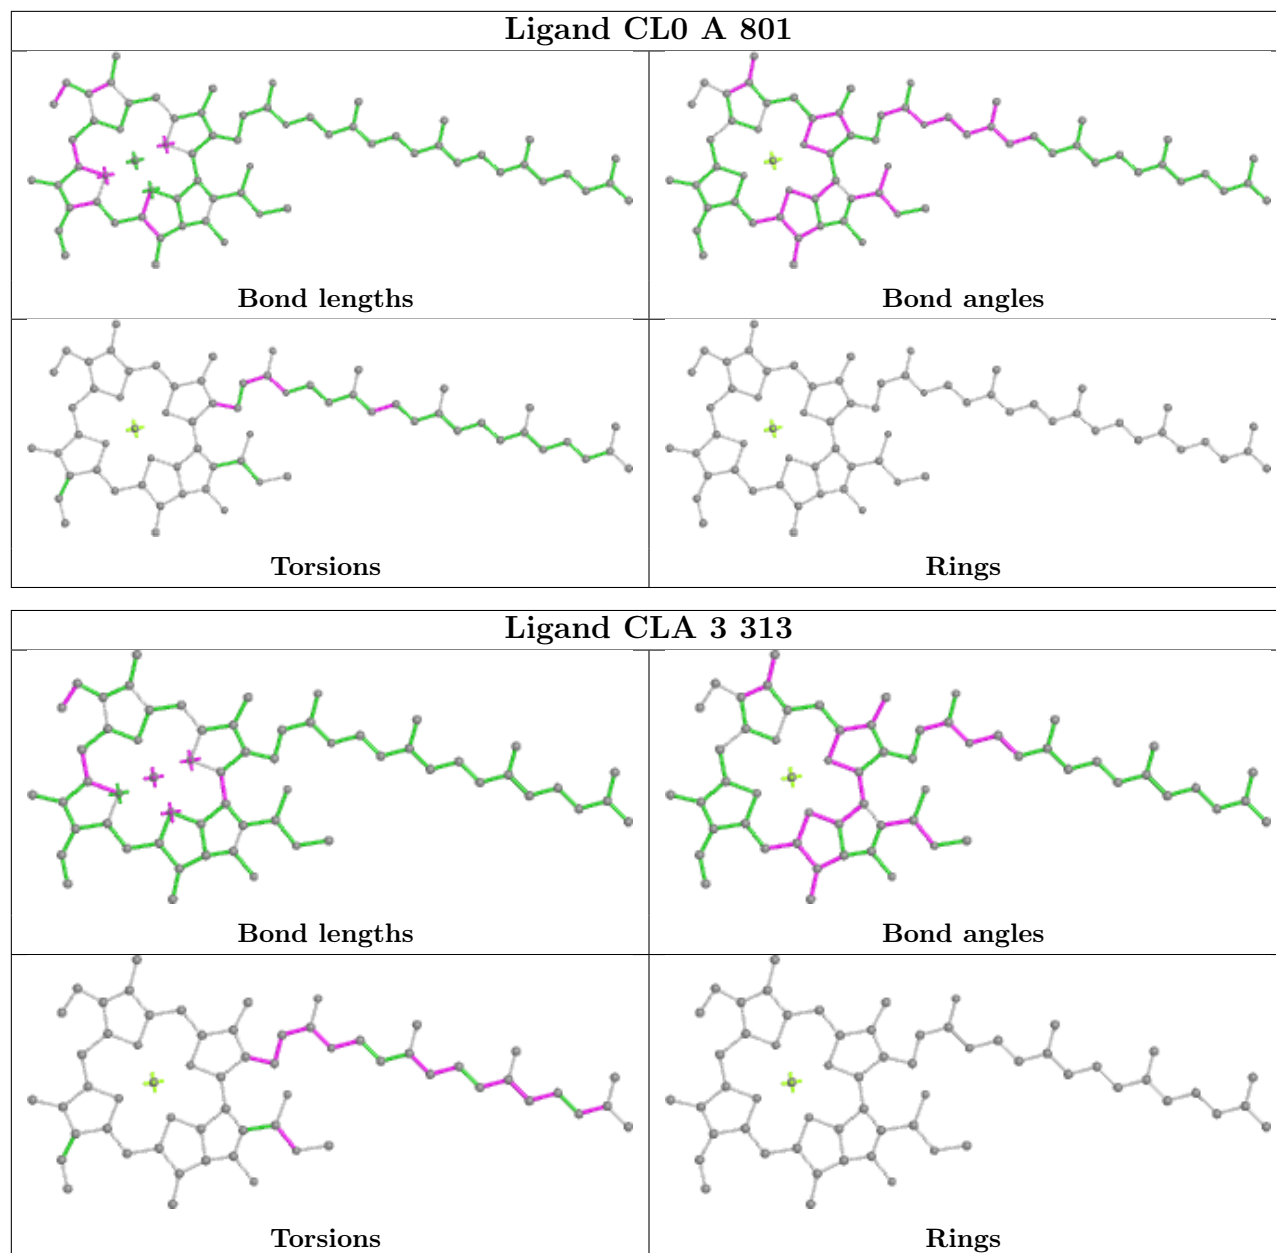 Ligand CL0 A 801
Bond lengths
Bond angles
Torsions
Rings
Ligand CLA 3 313
Bond lengths
Bond angles
Torsions
Rings